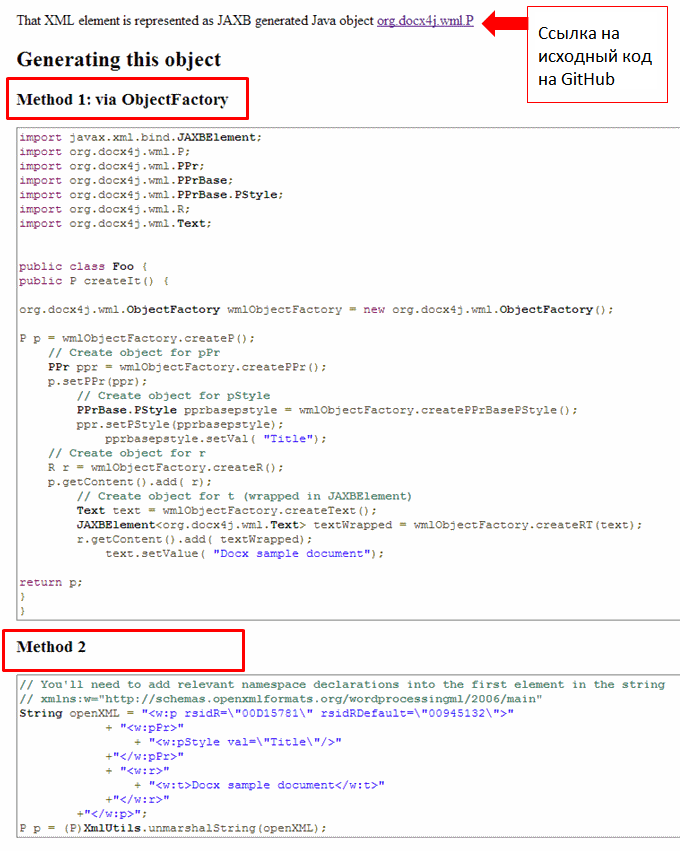 That XML element is represented as JAXB generated Java object org.docx4j.wml.P
Ссылка на
исходный код
на GitHub
Generating this object
Method 1: via ObjectFactory
import javax.xml.bind.JAXBElement;
import org.docx4j.wml.P;
import org.docx4j.wml.PPr;
import org.docx4j.wml.PPrBase;
import org.docx4j.wml.PPrBase.PStyle;
import org.docx4j.wml.R;
import org.docx4j.wml.Text;
public class Foo {
public P createIt() {
org.docx4j.wml.ObjectFactory wmlObjectFactory = new org.docx4j.wml.ObjectFactory();
P p = wmlObjectFactory.createP();
// Create object for pPr
PPr ppr = wmlObjectFactory.createPPr();
p.setPPr(ppr);
// Create object for pStyle
PPrBase.PStyle pprbasepstyle = wmlObjectFactory.createPPrBasePStyle();
ppr.setPStyle(pprbasepstyle);
pprbasepstyle.setVal( "Title");
// Create object for r
R r = wmlObjectFactory.createR();
p.getContent().add( r);
// Create object for t (wrapped in JAXBElement)
Text text = wmlObjectFactory.createText();
JAXBElement<org.docx4j.wml.Text> textWrapped = wmlObjectFactory.createRT(text);
r.getContent().add( textWrapped);
text.setValue( "Docx sample document");
return p;
}
}
Method 2
// You'll need to add relevant namespace declarations into the first element in the string
// xmlns:w="http://schemas.openxmlformats.org/wordprocessingml/2006/main"
String openXML = "<w:p rsidR=\"00D15781\" rsidRDefault=\"00945132\">"
+ "<w:pPr>"
+ "<w:pStyle val=\"Title\"/>"
+"</w:pPr>"
+ "<w:r>"
+ "<w:t>Docx sample document</w:t>"
+"</w:r>"
+"</w:p>";
P p = (P)XmlUtils.unmarshalString(openXML);